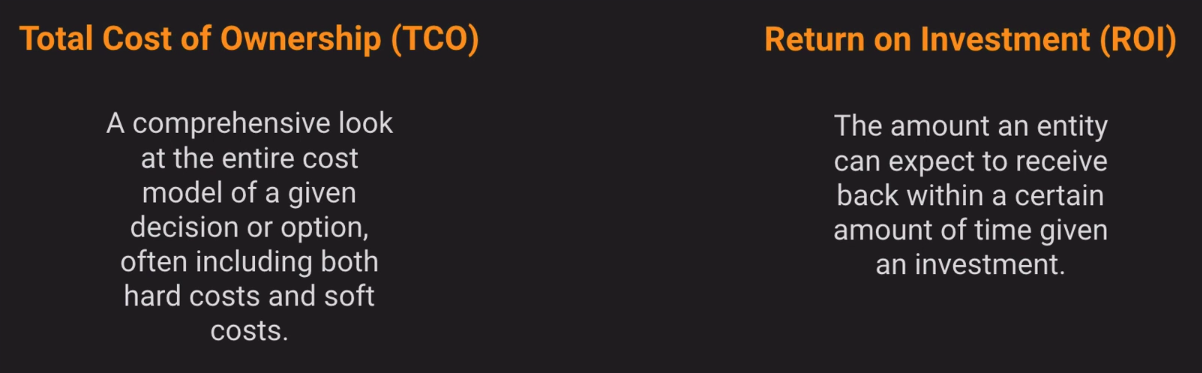 Total Cost of Ownership (TCO)
A comprehensive look
at the entire cost
model of a given
decision or option,
often including both
hard costs and soft
costs.
Return on Investment (ROI)
The amount an entity
can expect to receive
back within a certain
amount of time given
an investment.